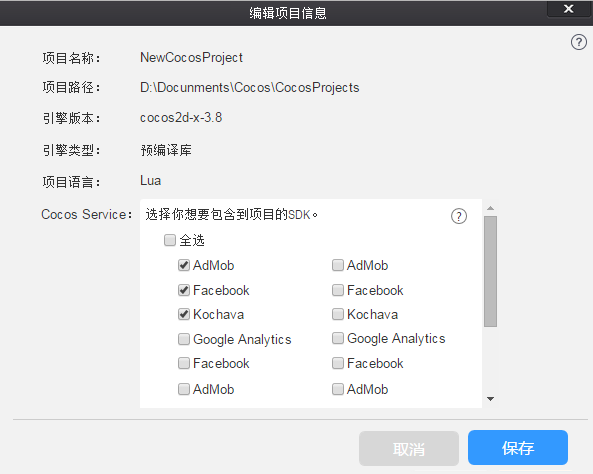 编辑项目信息
项目名称： NewCocosProject
项目路径： D:\Docunments\Cocos\CocosProjects
引擎版本： cocos2d-x-3.8
引擎类型： 预编译库
项目语言： Lua
Cocos Service： 选择你想要包含到项目的SDK。
全选
AdMob AdMob
Facebook Facebook
Kochava Kochava
Google Analytics Google Analytics
Facebook Facebook
AdMob AdMob
取消 保存